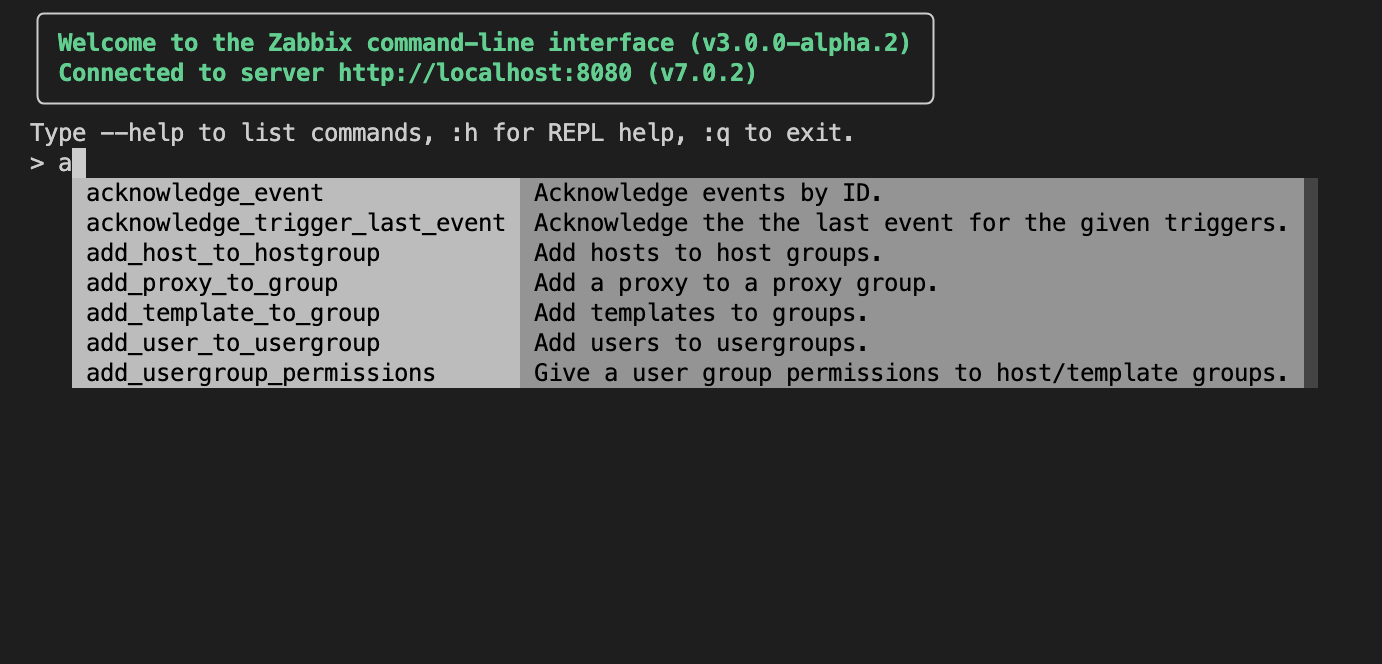 Welcome to the Zabbix command-line interface (v3.0.0-alpha.2)
Connected to server http://localhost:8080 (v7.0.2)
Type --help to list commands, :h for REPL help, :q to exit.
> a
acknowledge_event Acknowledge events by ID.
acknowledge_trigger_last_event Acknowledge the the last event for the given triggers.
add_host_to_hostgroup Add hosts to host groups.
add_proxy_to_group Add a proxy to a proxy group.
add_template_to_group Add templates to groups.
add_user_to_usergroup Add users to usergroups.
add_usergroup_permissions Give a user group permissions to host/template groups.